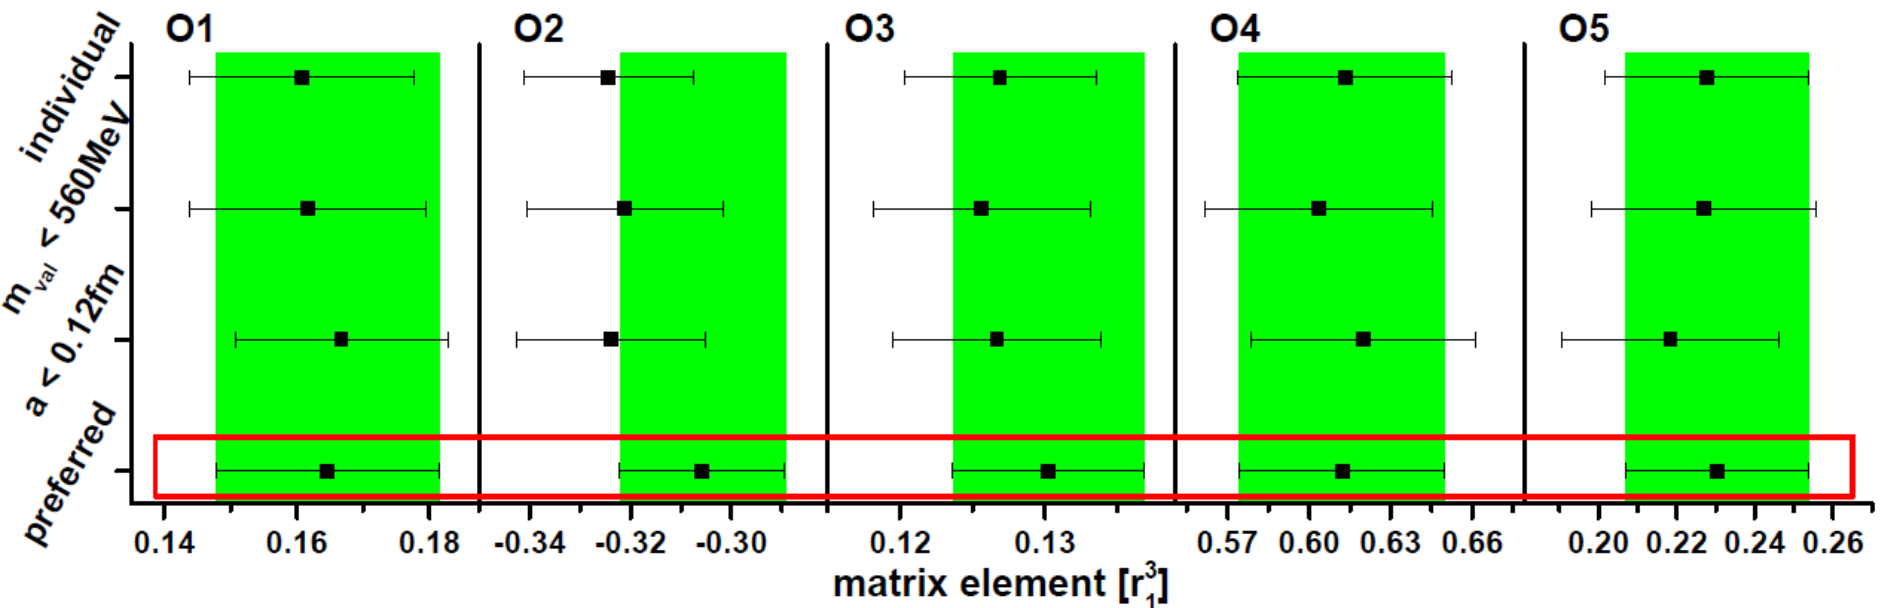 O1 O2 O3 O4 O5
individual
m_val < 560MeV
a < 0.12fm
preferred
0.14 0.16 0.18 -0.34 -0.32 -0.30 0.12 0.13 0.57 0.60 0.63 0.66 0.20 0.22 0.24 0.26
matrix element [r_1^3]